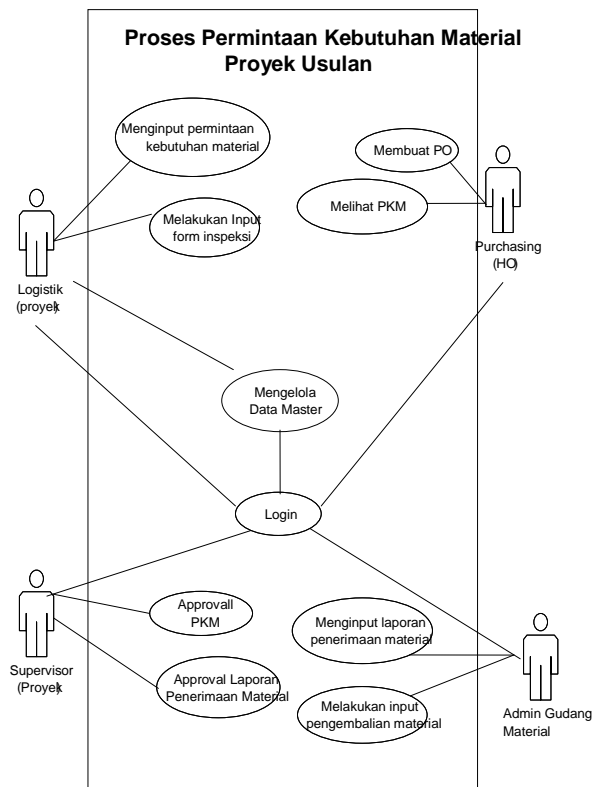 Proses Permintaan Kebutuhan Material
Proyek Usulan
Menginput permintaan
kebutuhan material
Membuat PO
Melihat PKM
Melakukan Input
form inspeksi
Purchasing
(HO)
Logistik
(proyek)
Mengelola
Data Master
Login
Approvall
PKM
Menginput laporan
penerimaan material
Supervisor
(Proyek)
Approval Laporan
Penerimaan Material
Melakukan input
pengembalian material
Admin Gudang
Material